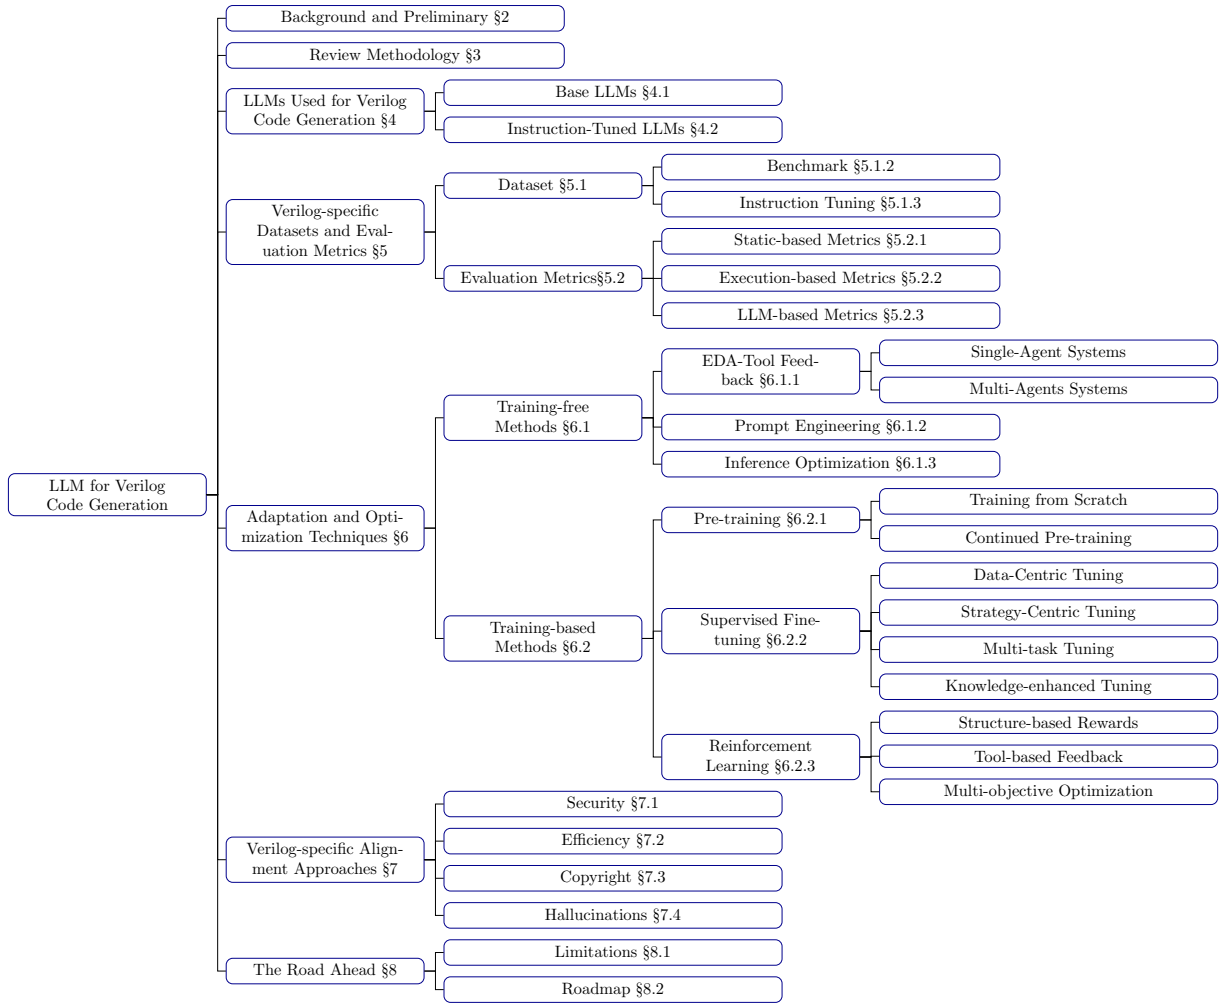 Background and Preliminary §2
Review Methodology §3
LLMs Used for Verilog
Code Generation §4
Base LLMs §4.1
Instruction-Tuned LLMs §4.2
Verilog-specific
Datasets and Eval-
uation Metrics §5
Dataset §5.1
Benchmark §5.1.2
Instruction Tuning §5.1.3
Evaluation Metrics§5.2
Static-based Metrics §5.2.1
Execution-based Metrics §5.2.2
LLM-based Metrics §5.2.3
LLM for Verilog
Code Generation
Adaptation and Opti-
mization Techniques §6
Training-free
Methods §6.1
EDA-Tool Feed-
back §6.1.1
Single-Agent Systems
Multi-Agents Systems
Prompt Engineering §6.1.2
Inference Optimization §6.1.3
Training-based
Methods §6.2
Pre-training §6.2.1
Training from Scratch
Continued Pre-training
Supervised Fine-
tuning §6.2.2
Data-Centric Tuning
Strategy-Centric Tuning
Multi-task Tuning
Knowledge-enhanced Tuning
Reinforcement
Learning §6.2.3
Structure-based Rewards
Tool-based Feedback
Multi-objective Optimization
Verilog-specific Align-
ment Approaches §7
Security §7.1
Efficiency §7.2
Copyright §7.3
Hallucinations §7.4
The Road Ahead §8
Limitations §8.1
Roadmap §8.2